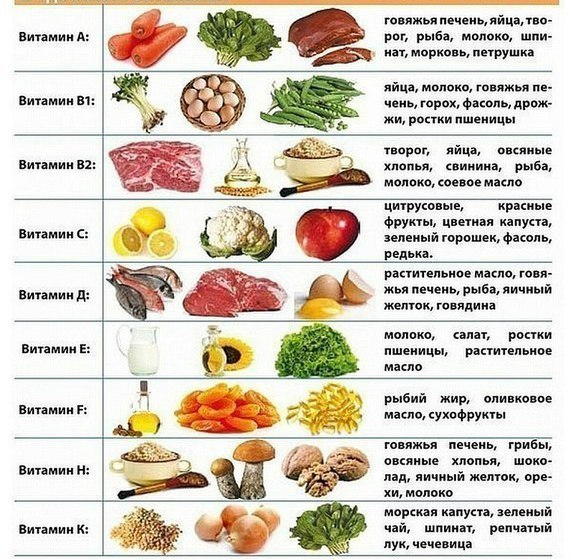 Витамин А:
говяжья печень, яйца, тво-
рог, рыба, молоко, шпи-
нат, морковь, петрушка
Витамин В1:
яйца, молоко, говяжья пе-
чень, горох, фасоль, дрож-
жи, ростки пшеницы
Витамин В2:
творог, яйца, овсяные
хлопья, свинина, рыба,
молоко, соевое масло
Витамин С:
цитрусовые, красные
фрукты, цветная капуста,
зеленый горошек, фасоль,
редька.
Витамин Д:
растительное масло, говя-
жья печень, рыба, яичный
желток, говядина
Витамин Е:
молоко, салат, ростки
пшеницы, растительное
масло
Витамин F:
рыбий жир, оливковое
масло, сухофрукты
Витамин Н:
говяжья печень, грибы,
овсяные хлопья, шоко-
лад, яичный желток, оре-
хи, молоко
Витамин К:
морская капуста, зеленый
чай, шпинат, репчатый
лук, чечевица